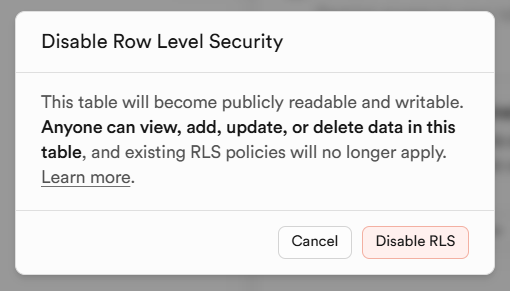 Disable Row Level Security
This table will become publicly readable and writable.
Anyone can view, add, update, or delete data in this
table, and existing RLS policies will no longer apply.
Learn more.
Cancel
Disable RLS